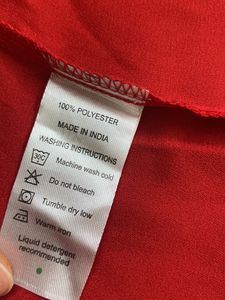 100% POLYESTER
MADE IN INDIA
WASHING INSTRUCTIONS
30C Machine wash cold
Do not bleach
Tumble dry low
Warm iron
Liquid detergent
recommended